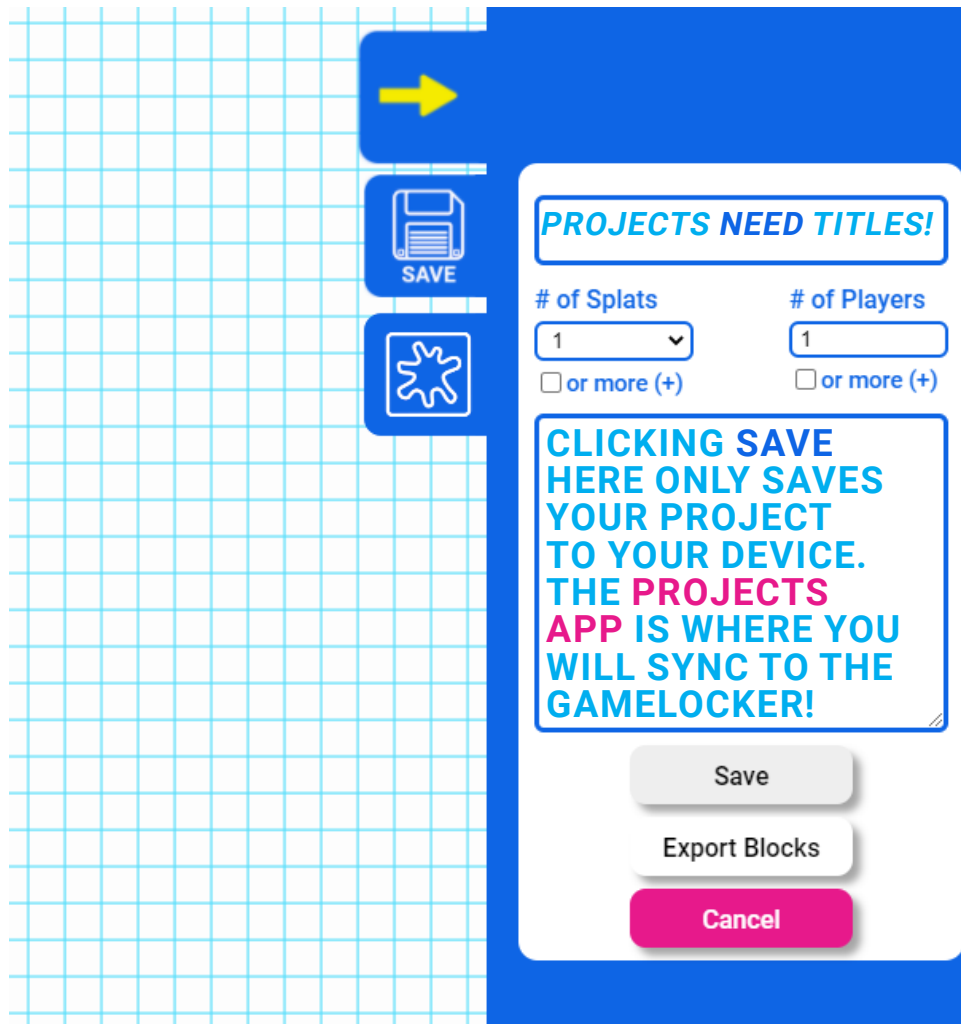 SAVE
PROJECTS NEED TITLES!
# of Splats
# of Players
1
1
or more (+)
or more (+)
CLICKING SAVE
HERE ONLY SAVES
YOUR PROJECT
TO YOUR DEVICE.
THE PROJECTS
APP IS WHERE YOU
WILL SYNC TO THE
GAMELOCKER!
Save
Export Blocks
Cancel